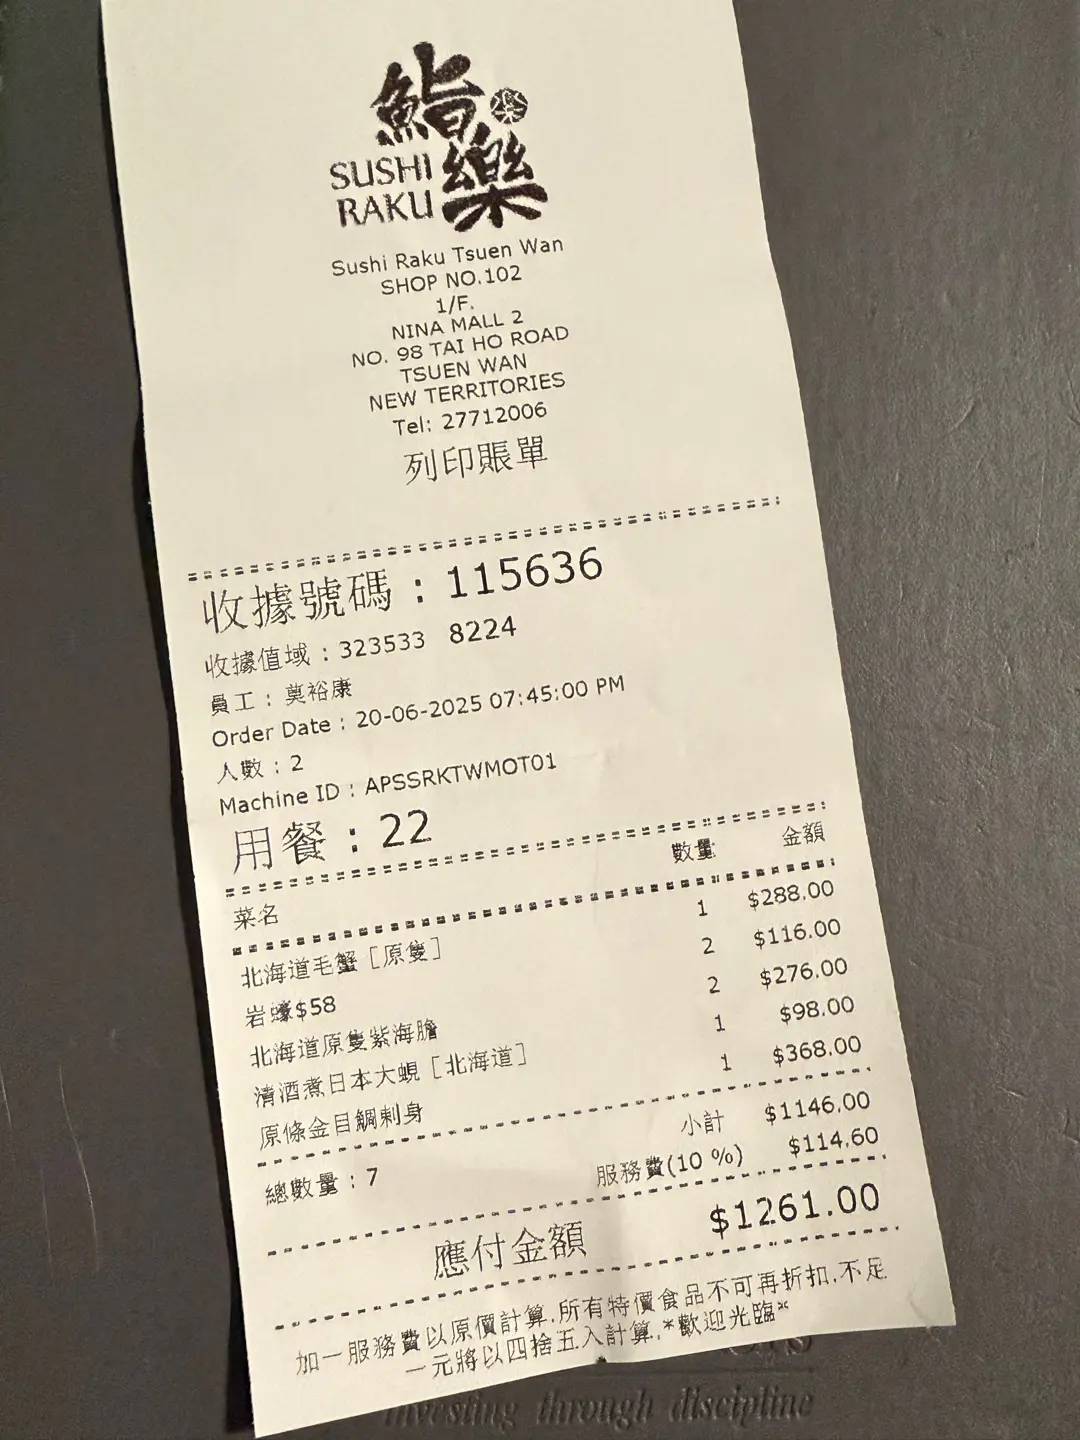 鮨樂
SUSHI
RAKU
Sushi Raku Tsuen Wan
SHOP NO.102
1/F.
NINA MALL 2
NO. 98 TAI HO ROAD
TSUEN WAN
NEW TERRITORIES
Tel: 27712006
列印賬單
收據號碼 : 115636
收據值域 : 323533 8224
員工 : 莫裕康
Order Date : 20-06-2025 07:45:00 PM
人數 : 2
Machine ID : APSSRKTWMOT01
用餐 : 22
菜名 數量 金額
北海道毛蟹 [原隻] 1 $288.00
岩蠔$58 2 $116.00
北海道原隻紫海膽 2 $276.00
清酒煮日本大蜆 [北海道] 1 $98.00
原條金目鯛刺身 1 $368.00
小計 $1146.00
總數量 : 7 服務費(10 %) $114.60
應付金額 $1261.00
加一服務費以原價計算.所有特價食品不可再折扣.不足
一元將以四捨五入計算.*歡迎光臨*
investing through discipline